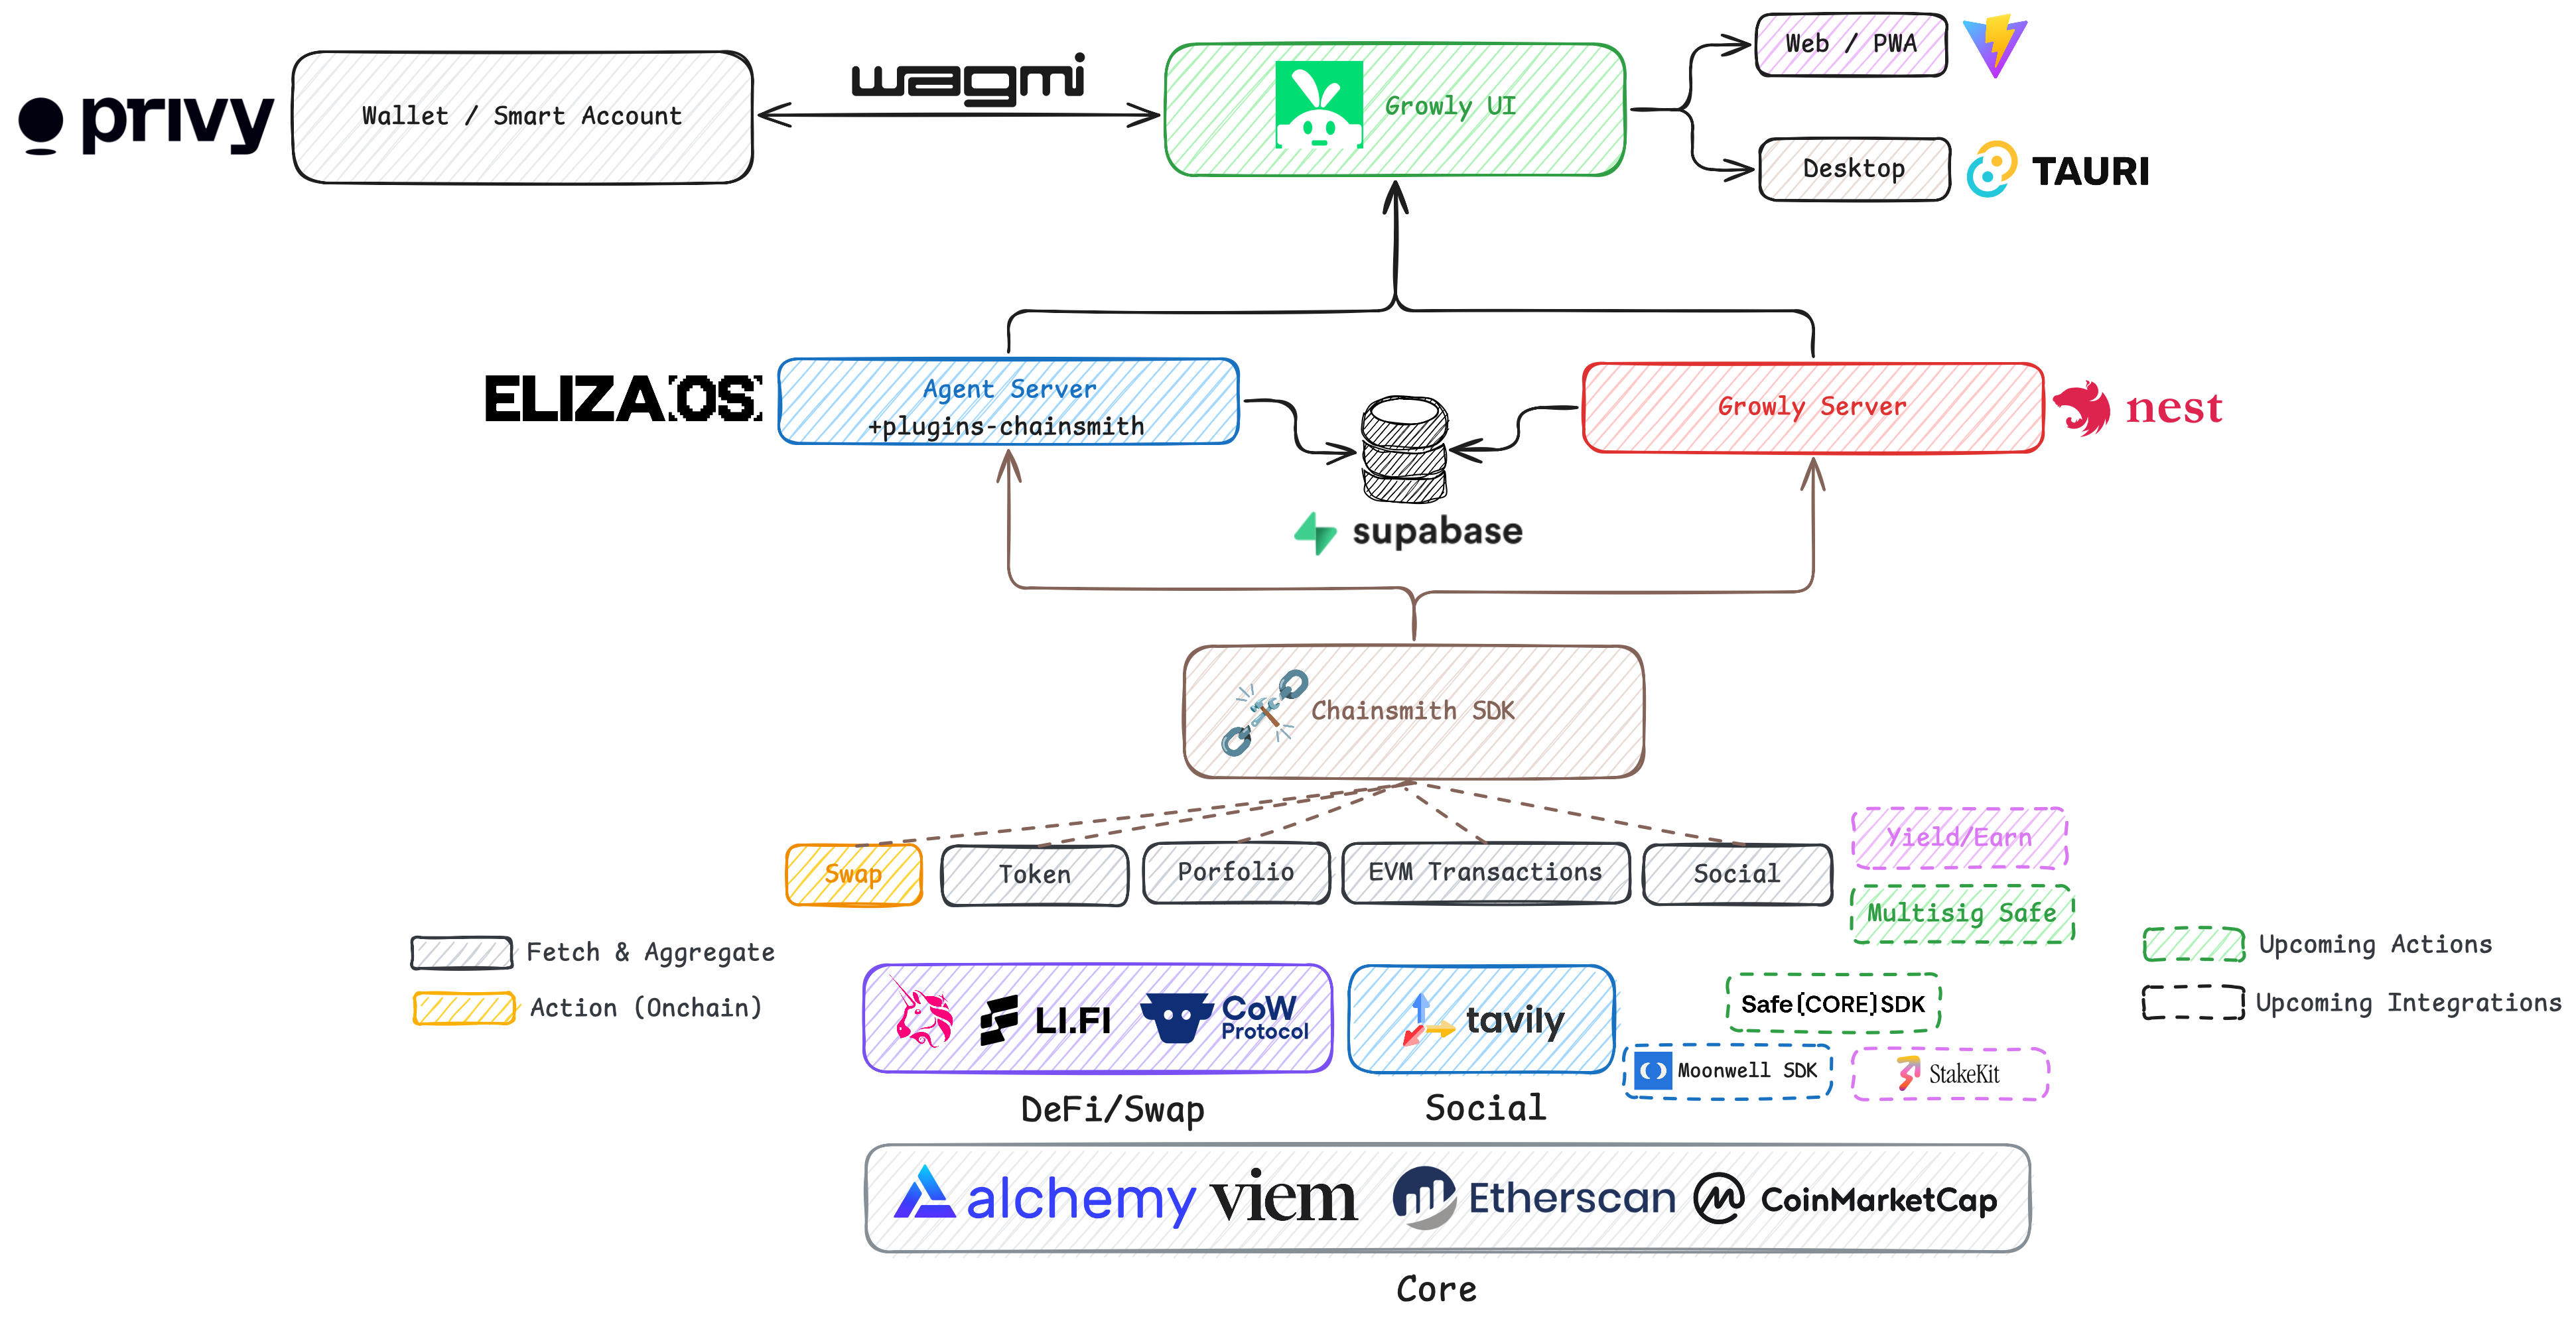 privy
Wallet / Smart Account
wagmi
Growly UI
Web / PWA
Desktop
TAURI
ELIZA OS
Agent Server
+plugins-chainsmith
Growly Server
nest
supabase
Chainsmith SDK
Swap
Token
Porfolio
EVM Transactions
Social
Yield/Earn
Multisig Safe
Fetch & Aggregate
Action (Onchain)
Upcoming Actions
Upcoming Integrations
LI.FI
CoW
Protocol
tavily
Safe{CORE}SDK
Moonwell SDK
StakeKit
DeFi/Swap
Social
alchemy
viem
Etherscan
CoinMarketCap
Core